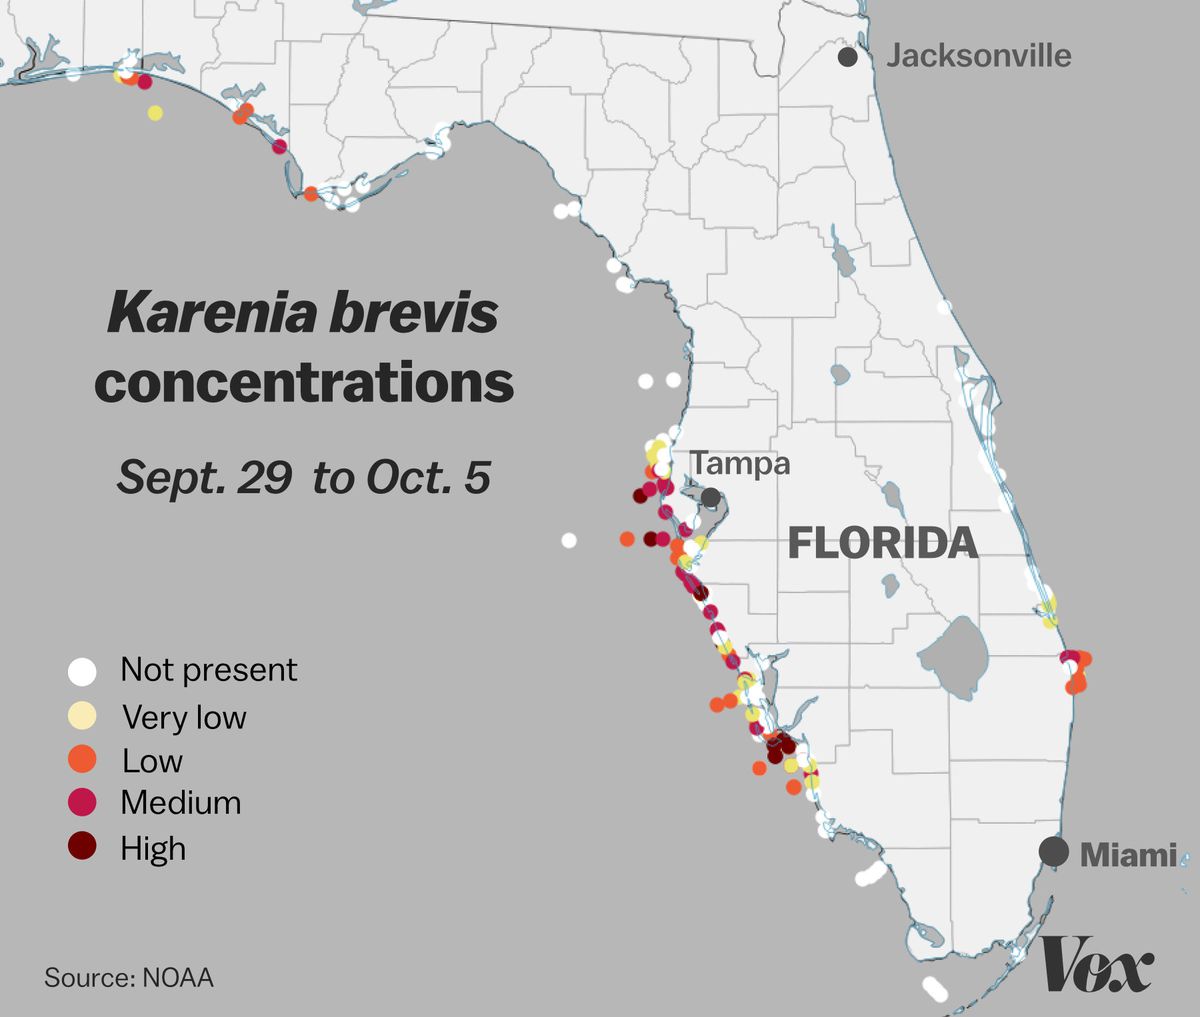 Jacksonville
Karenia brevis
concentrations
Sept. 29 to Oct. 5
Tampa
FLORIDA
Not present
Very low
Low
Medium
High
Miami
Source: NOAA
Vox